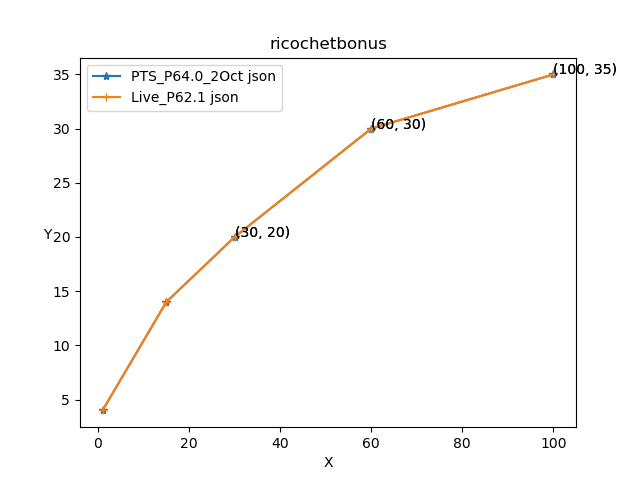 ricochetbonus
PTS_P64.0_2Oct json
Live_P62.1 json
(100, 35)
(60, 30)
(30, 20)
35
30
25
20
15
10
5
Y
0 20 40 60 80 100
X